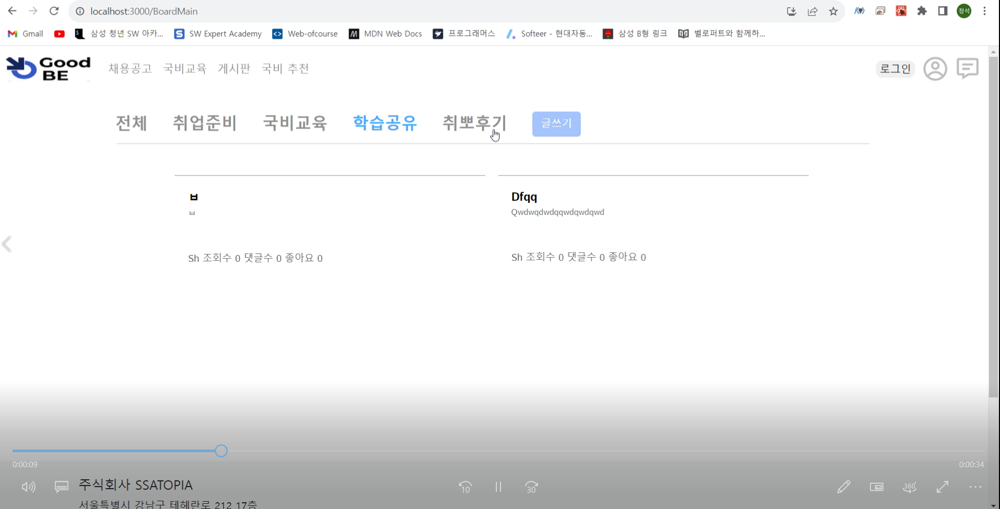 localhost:3000/BoardMain
정석
Gmail 삼성 청년 SW 아카... SW Expert Academy Web-ofcourse MDN Web Docs 프로그래머스 Softeer - 현대자동... 삼성 B형 링크 벨로퍼트와 함께하...
Good
BE
채용공고 국비교육 게시판 국비 추천
로그인
전체 취업준비 국비교육 학습공유 취뽀후기 글쓰기
ㅂ
ㅂ
Sh 조회수 0 댓글수 0 좋아요 0
Dfqq
Qwdwqdwdqqwdqwdqwd
Sh 조회수 0 댓글수 0 좋아요 0
0:00:09
0:00:34
주식회사 SSATOPIA
10
30
360°
서울특별시 강남구 테헤란로 212 17층